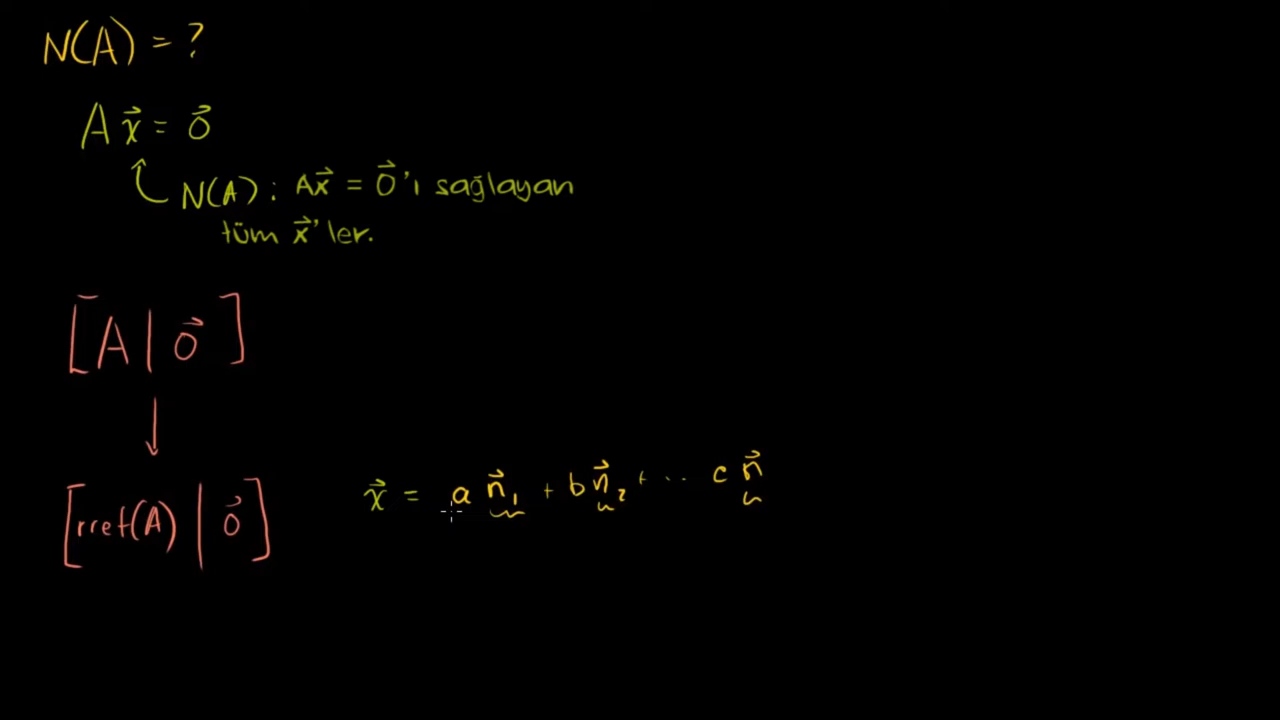 N(A) = ?
A x⃗ = 0⃗
N(A) : Ax⃗ = 0⃗'ı sağlayan
tüm x⃗'ler.
[A | 0⃗]
[rref(A) | 0⃗]
x⃗ = a n⃗₁ + b n⃗₂ + ... c n⃗